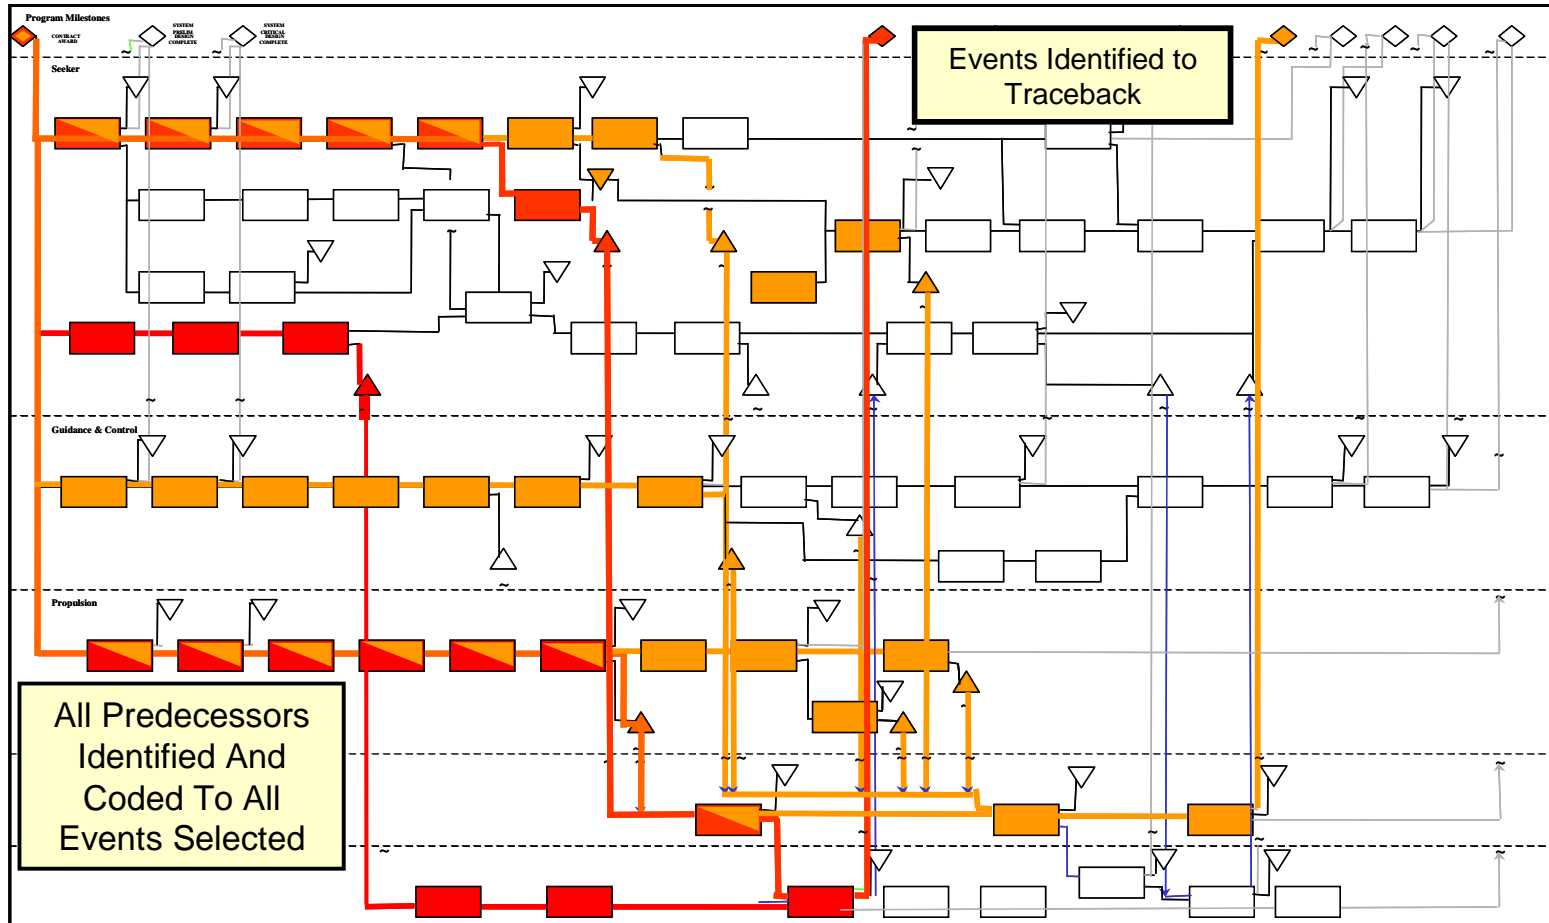 Program Milestones
CONTRACT
AWARD
SYSTEM
PRELIM
DESIGN
COMPLETE
SYSTEM
CRITICAL
DESIGN
COMPLETE
Events Identified to
Traceback
Seeker
Guidance & Control
Propulsion
All Predecessors
Identified And
Coded To All
Events Selected